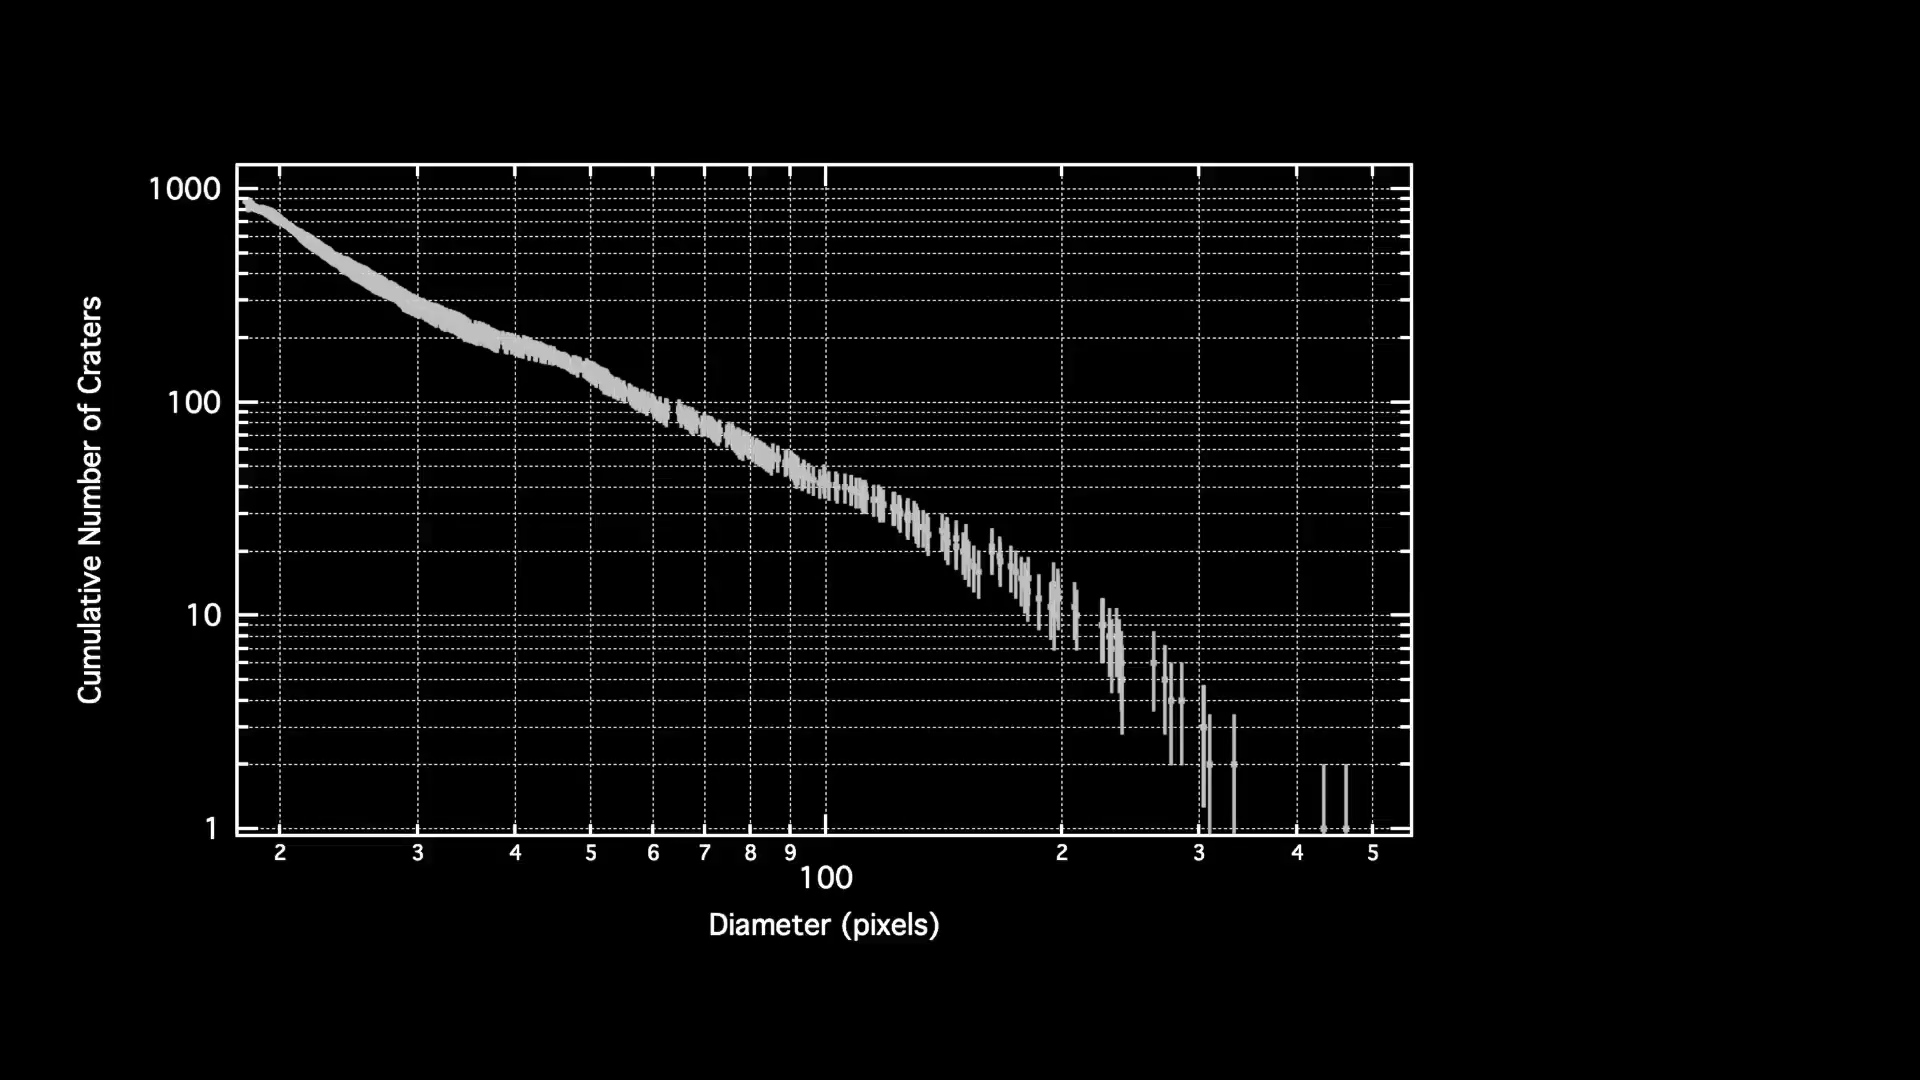 Cumulative Number of Craters
1000
100
10
1
2 3 4 5 6 7 8 9 2 3 4 5
100
Diameter (pixels)